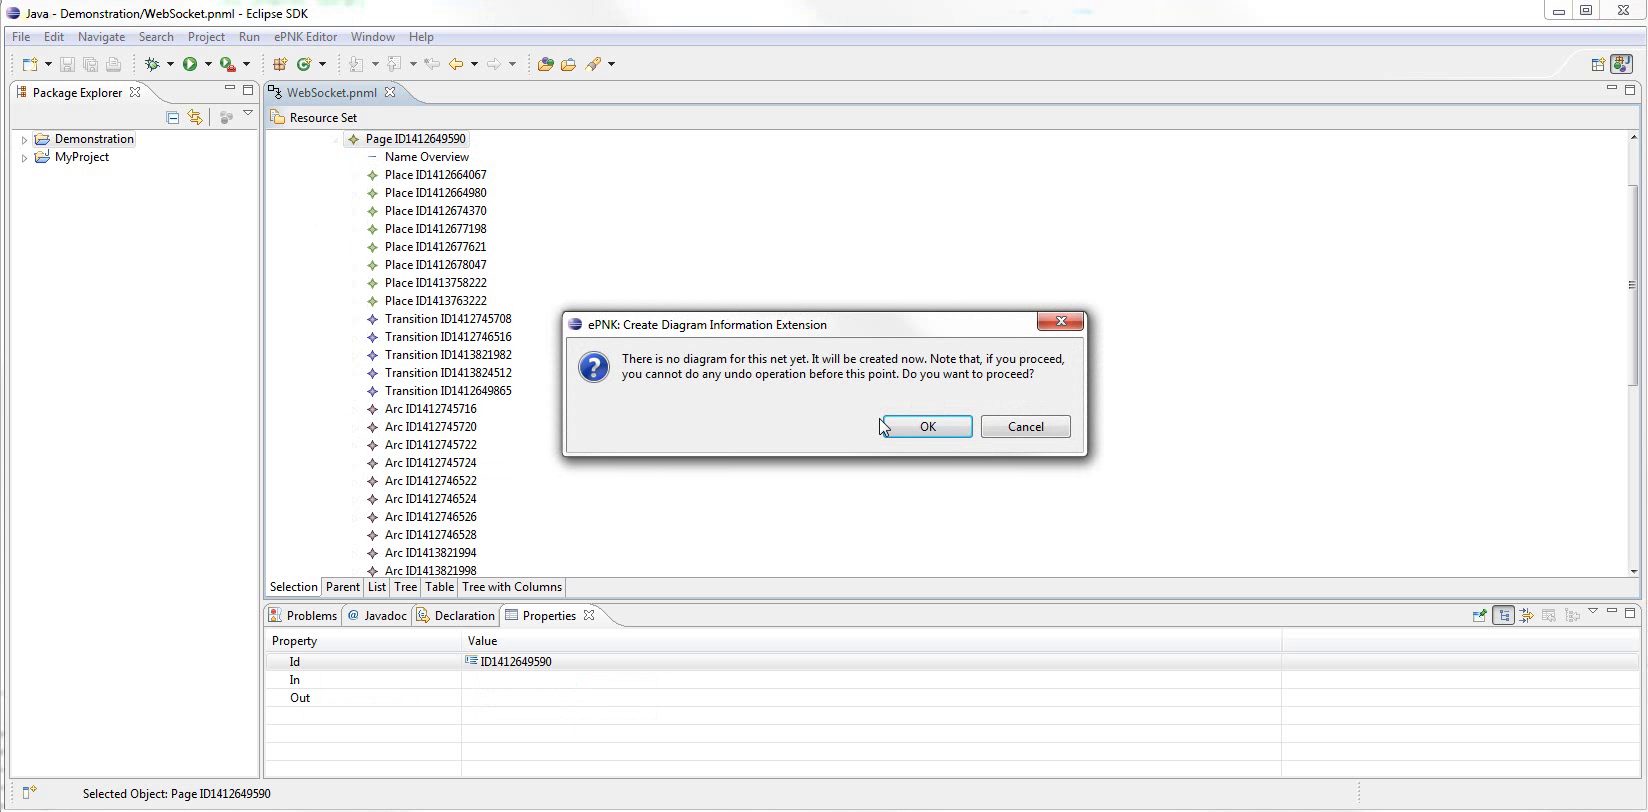 Java - Demonstration/WebSocket.pnml - Eclipse SDK
File Edit Navigate Search Project Run ePNK Editor Window Help
Package Explorer
WebSocket.pnml
Resource Set
Demonstration
MyProject
Page ID1412649590
Name Overview
Place ID1412664067
Place ID1412664980
Place ID1412674370
Place ID1412677198
Place ID1412677621
Place ID1412678047
Place ID1413758222
Place ID1413763222
Transition ID1412745708
Transition ID1412746516
Transition ID1413821982
Transition ID1413824512
Transition ID1412649865
Arc ID1412745716
Arc ID1412745720
Arc ID1412745722
Arc ID1412745724
Arc ID1412746522
Arc ID1412746524
Arc ID1412746526
Arc ID1412746528
Arc ID1413821994
Arc ID1413821998
ePNK: Create Diagram Information Extension
There is no diagram for this net yet. It will be created now. Note that, if you proceed,
you cannot do any undo operation before this point. Do you want to proceed?
OK Cancel
Selection Parent List Tree Table Tree with Columns
Problems @ Javadoc Declaration Properties
Property Value
Id ID1412649590
In
Out
Selected Object: Page ID1412649590